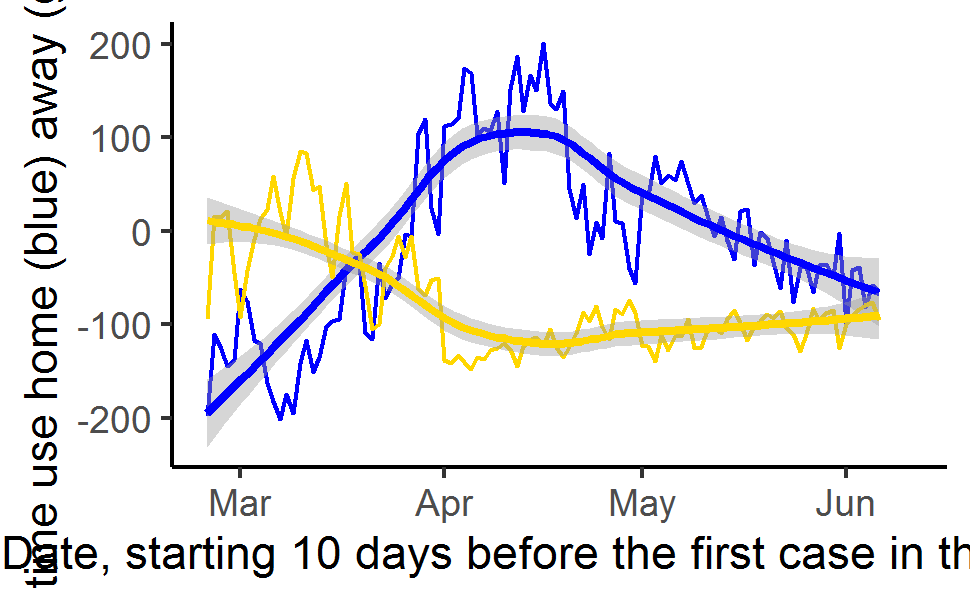 time use home (blue) away (
200
100
0
-100
-200
Mar Apr May Jun
Date, starting 10 days before the first case in th